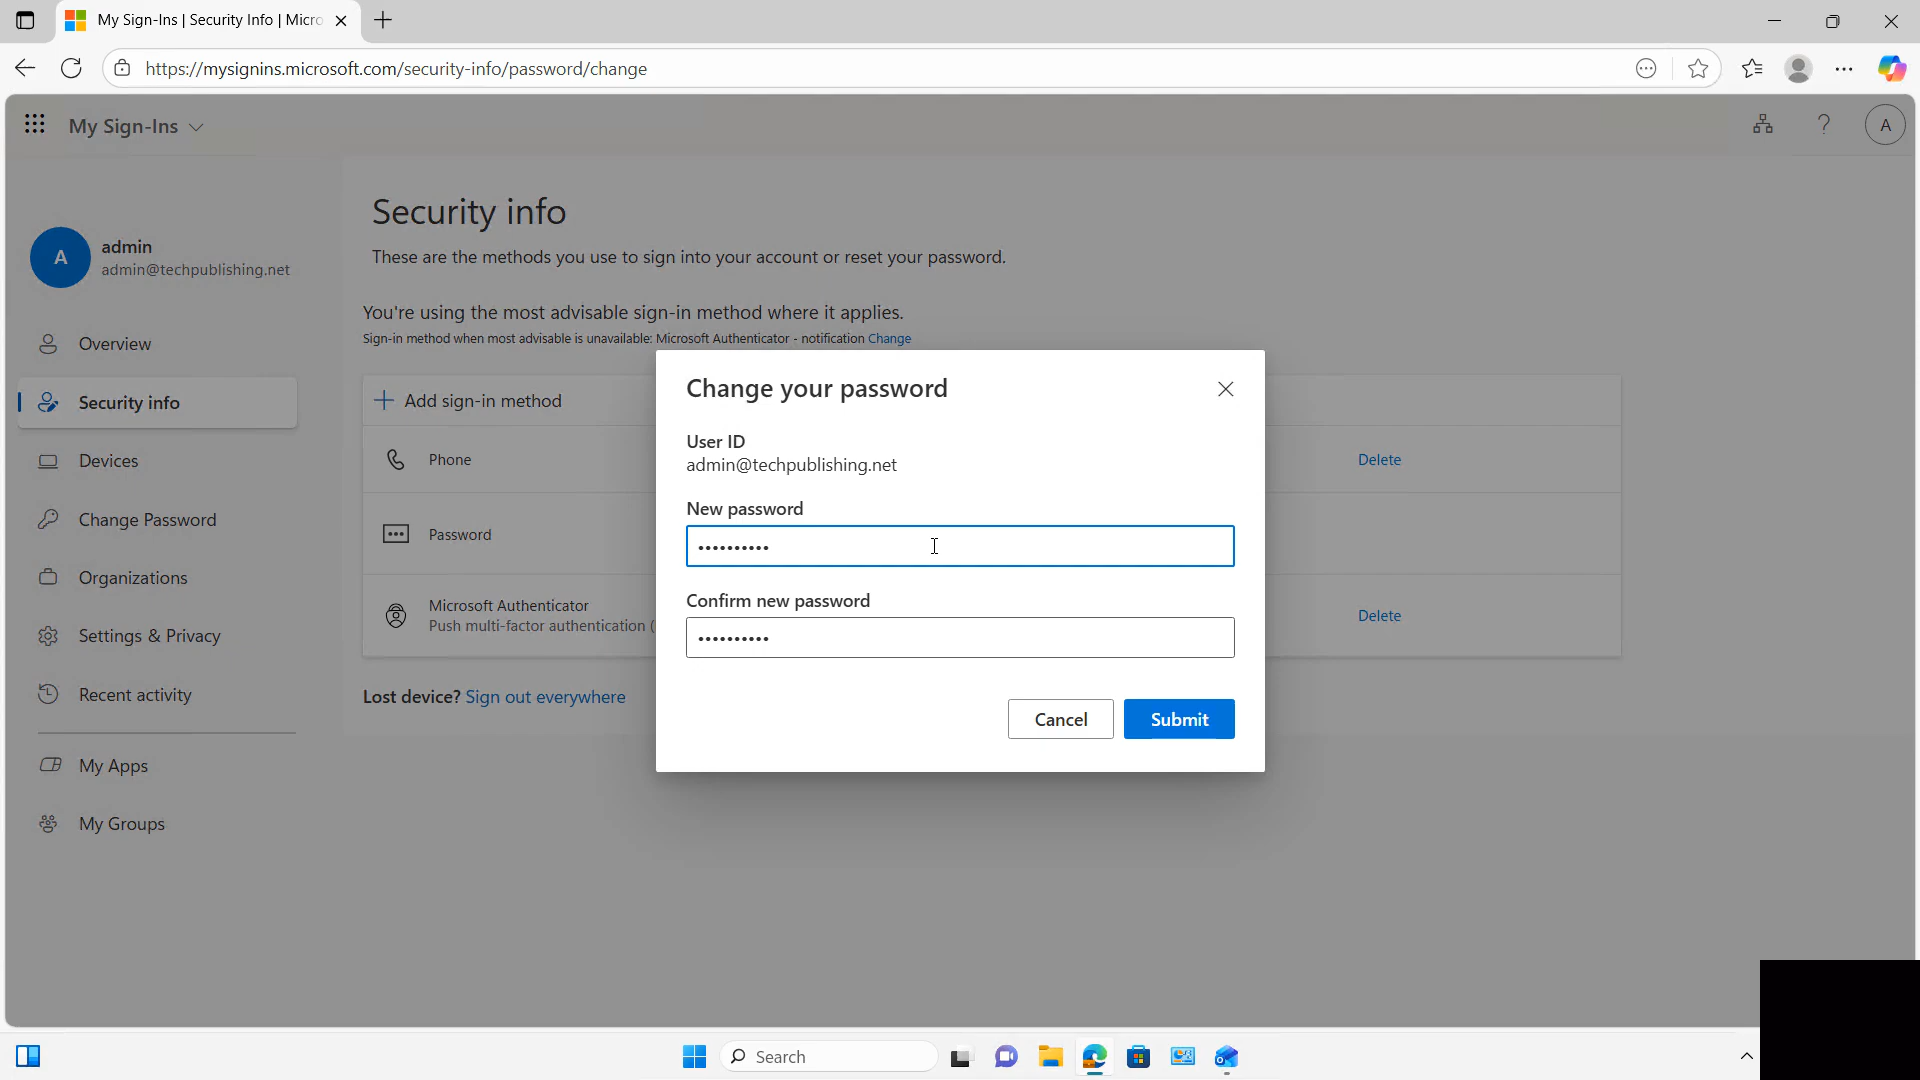 My Sign-Ins | Security Info | Micro
https://mysignins.microsoft.com/security-info/password/change
My Sign-Ins
A
A
admin
admin@techpublishing.net
Overview
Security info
Devices
Change Password
Organizations
Settings & Privacy
Recent activity
My Apps
My Groups
Security info
These are the methods you use to sign into your account or reset your password.
You're using the most advisable sign-in method where it applies.
Sign-in method when most advisable is unavailable: Microsoft Authenticator - notification Change
Add sign-in method
Phone
Delete
Password
Microsoft Authenticator
Push multi-factor authentication (
Delete
Lost device? Sign out everywhere
Change your password
User ID
admin@techpublishing.net
New password
••••••••••
Confirm new password
••••••••••
Cancel
Submit
Search